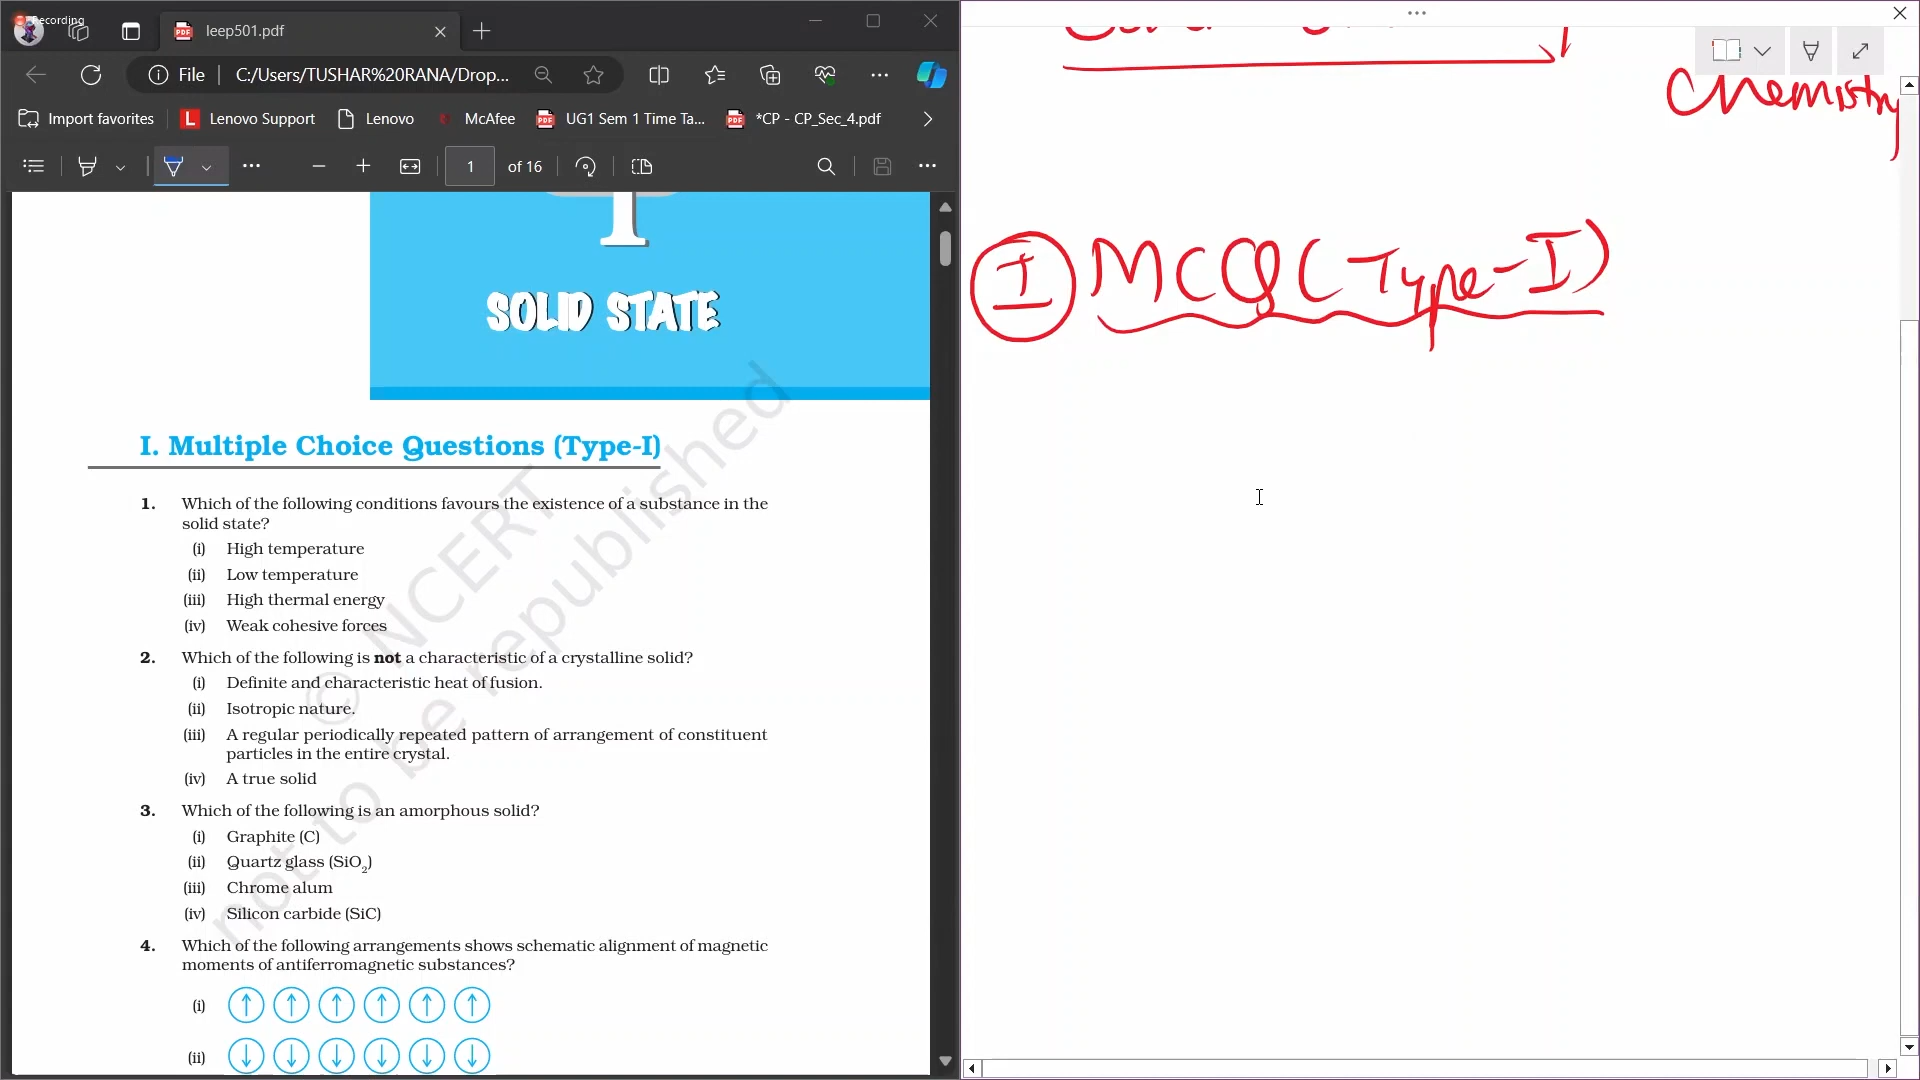 Recording
leep501.pdf
File C:/Users/TUSHAR%20RANA/Drop...
Import favorites Lenovo Support Lenovo McAfee UG1 Sem 1 Time Ta... *CP - CP_Sec_4.pdf
1 of 16
SOLID STATE
I. Multiple Choice Questions (Type-I)
1. Which of the following conditions favours the existence of a substance in the
solid state?
(i) High temperature
(ii) Low temperature
(iii) High thermal energy
(iv) Weak cohesive forces
2. Which of the following is not a characteristic of a crystalline solid?
(i) Definite and characteristic heat of fusion.
(ii) Isotropic nature.
(iii) A regular periodically repeated pattern of arrangement of constituent
particles in the entire crystal.
(iv) A true solid
3. Which of the following is an amorphous solid?
(i) Graphite (C)
(ii) Quartz glass (SiO2)
(iii) Chrome alum
(iv) Silicon carbide (SiC)
4. Which of the following arrangements shows schematic alignment of magnetic
moments of antiferromagnetic substances?
(i) ↑ ↑ ↑ ↑ ↑ ↑
(ii) ↓ ↓ ↓ ↓ ↓ ↓
© NCERT
not to be republished
Chemistry
I MCQ (Type-I)